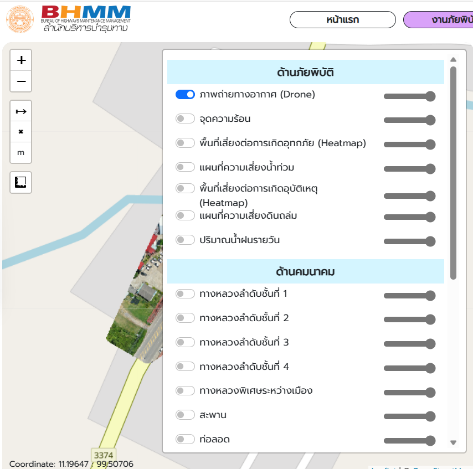 BHMM
BUREAU OF HIGHWAYS MAINTENANCE MANAGEMENT
สำนักบริหารบำรุงทาง
หน้าแรก
งานภัยพิบั
+
−
m
ด้านภัยพิบัติ
ภาพถ่ายทางอากาศ (Drone)
จุดความร้อน
พื้นที่เสี่ยงต่อการเกิดอุทกภัย (Heatmap)
แผนที่ความเสี่ยงน้ำท่วม
พื้นที่เสี่ยงต่อการเกิดอุบัติเหตุ
(Heatmap)
แผนที่ความเสี่ยงดินถล่ม
ปริมาณน้ำฝนรายวัน
ด้านคมนาคม
ทางหลวงลำดับชั้นที่ 1
ทางหลวงลำดับชั้นที่ 2
ทางหลวงลำดับชั้นที่ 3
ทางหลวงลำดับชั้นที่ 4
ทางหลวงพิเศษระหว่างเมือง
สะพาน
ท่อลอด
3374
Coordinate: 11.19647 / 99.50706